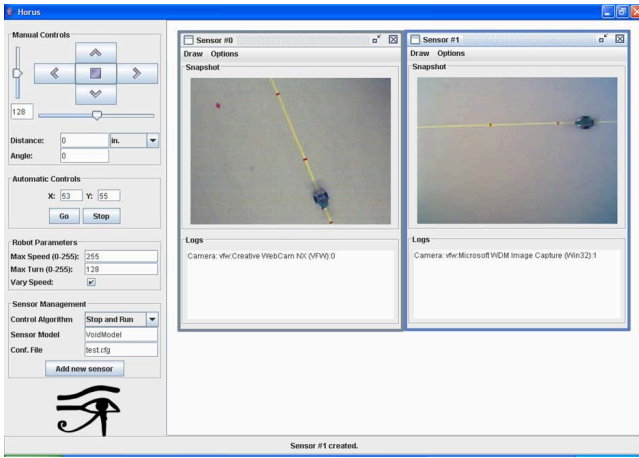 Horus
Manual Controls
128
Distance: 0 in.
Angle: 0
Automatic Controls
X: 53 Y: 55
Go Stop
Robot Parameters
Max Speed (0-255): 255
Max Turn (0-255): 128
Vary Speed:
Sensor Management
Control Algorithm Stop and Run
Sensor Model VoidModel
Conf. File test.cfg
Add new sensor
Sensor #0
Draw Options
Snapshot
Logs
Camera: vfw:Creative WebCam NX (VFW):0
Sensor #1
Draw Options
Snapshot
Logs
Camera: vfw:Microsoft WDM Image Capture (Win32):1
Sensor #1 created.